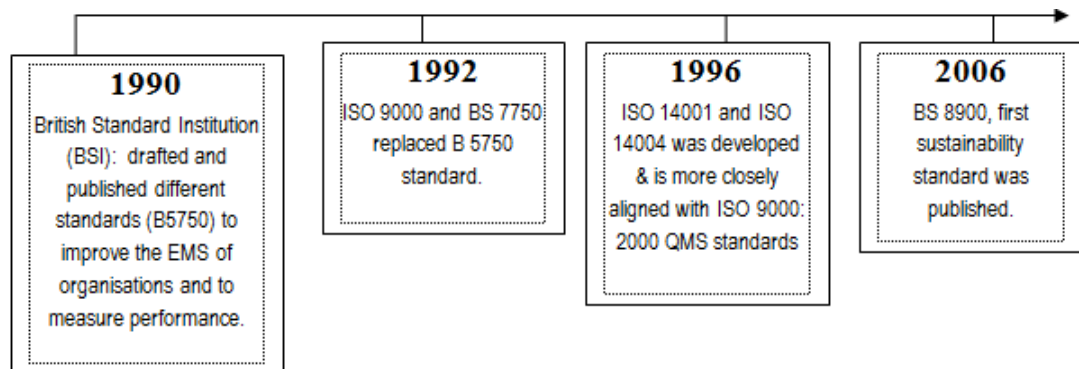 1990
British Standard Institution
(BSI): drafted and
published different
standards (B5750) to
improve the EMS of
organisations and to
measure performance.
1992
ISO 9000 and BS 7750
replaced B 5750
standard.
1996
ISO 14001 and ISO
14004 was developed
& is more closely
aligned with ISO 9000:
2000 QMS standards
2006
BS 8900, first
sustainability
standard was
published.